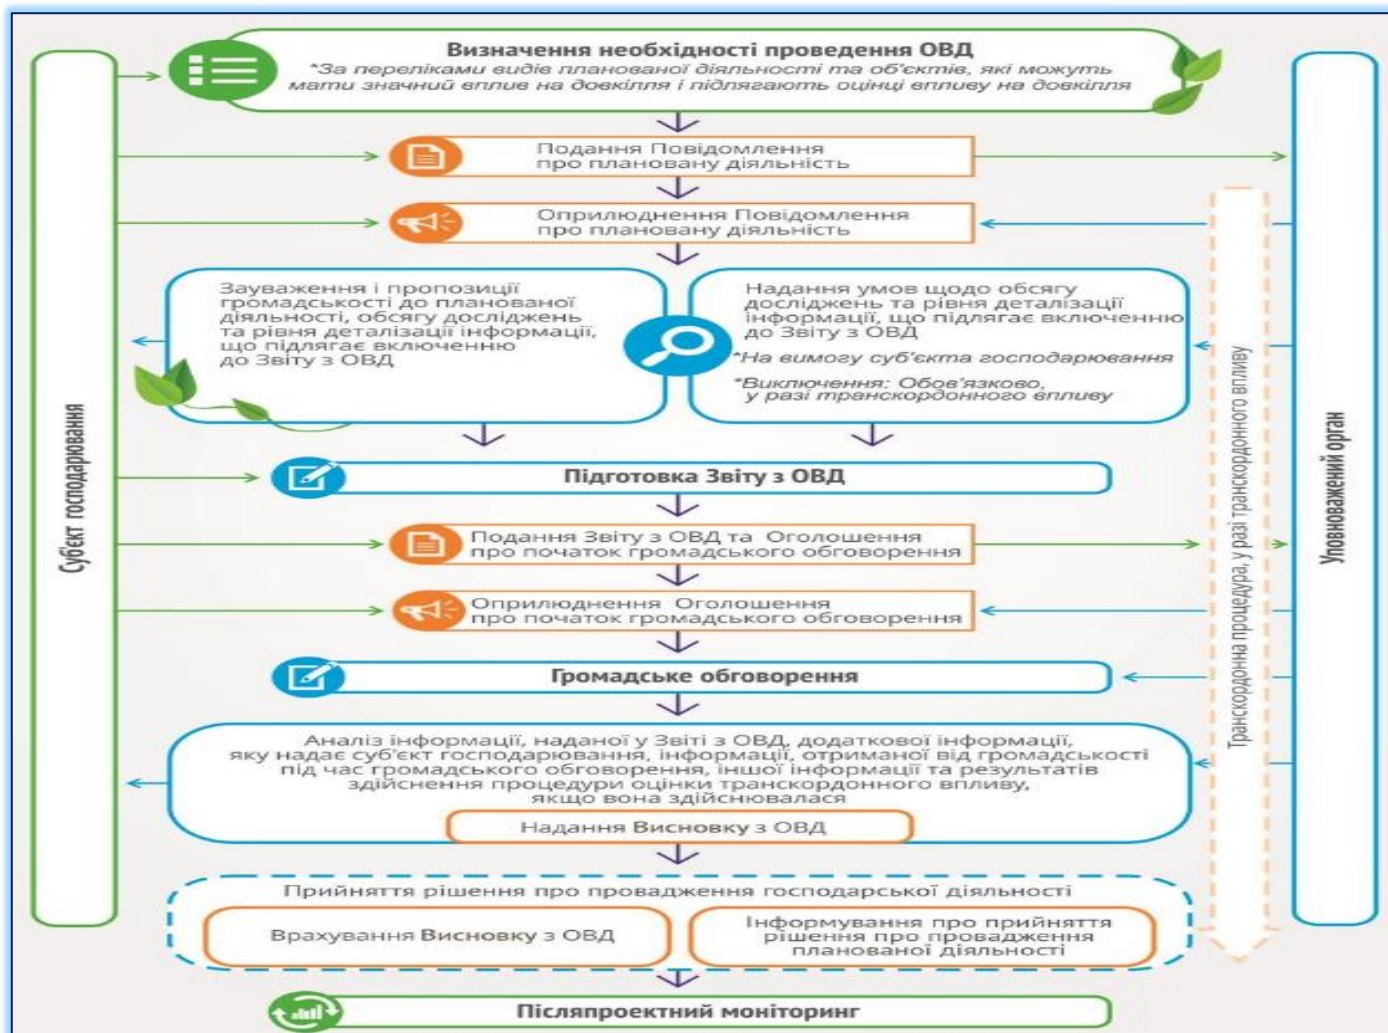 Визначення необхідності проведення ОВД
*За переліками видів планованої діяльності та об'єктів, які можуть
мати значний вплив на довкілля і підлягають оцінці впливу на довкілля
Подання Повідомлення
про плановану діяльність
Оприлюднення Повідомлення
про плановану діяльність
Зауваження і пропозиції
громадськості до планованої
діяльності, обсягу досліджень
та рівня деталізації інформації,
що підлягає включенню
до Звіту з ОВД
Надання умов щодо обсягу
досліджень та рівня деталізації
інформації, що підлягає включенню
до Звіту з ОВД
*На вимогу суб'єкта господарювання
*Виключення: Обов'язково,
у разі транскордонного впливу
Підготовка Звіту з ОВД
Подання Звіту з ОВД та Оголошення
про початок громадського обговорення
Оприлюднення Оголошення
про початок громадського обговорення
Громадське обговорення
Аналіз інформації, наданої у Звіті з ОВД, додаткової інформації,
яку надає суб'єкт господарювання, інформації, отриманої від громадськості
під час громадського обговорення, іншої інформації та результатів
здійснення процедури оцінки транскордонного впливу,
якщо вона здійснювалася
Надання Висновку з ОВД
Прийняття рішення про провадження господарської діяльності
Врахування Висновку з ОВД
Інформування про прийняття
рішення про провадження
планованої діяльності
Післяпроектний моніторинг
Суб'єкт господарювання
Транскордонна процедура, у разі транскордонного впливу
Уповноважений орган